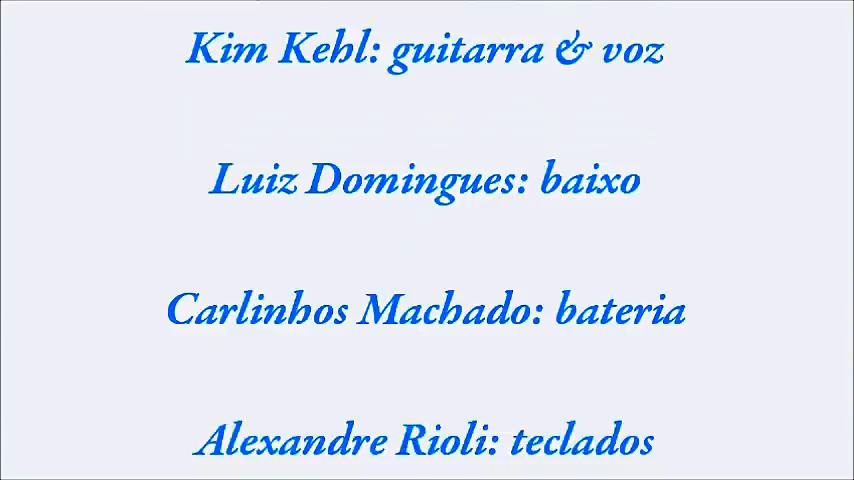 Kim Kehl: guitarra & voz
Luiz Domingues: baixo
Carlinhos Machado: bateria
Alexandre Rioli: teclados